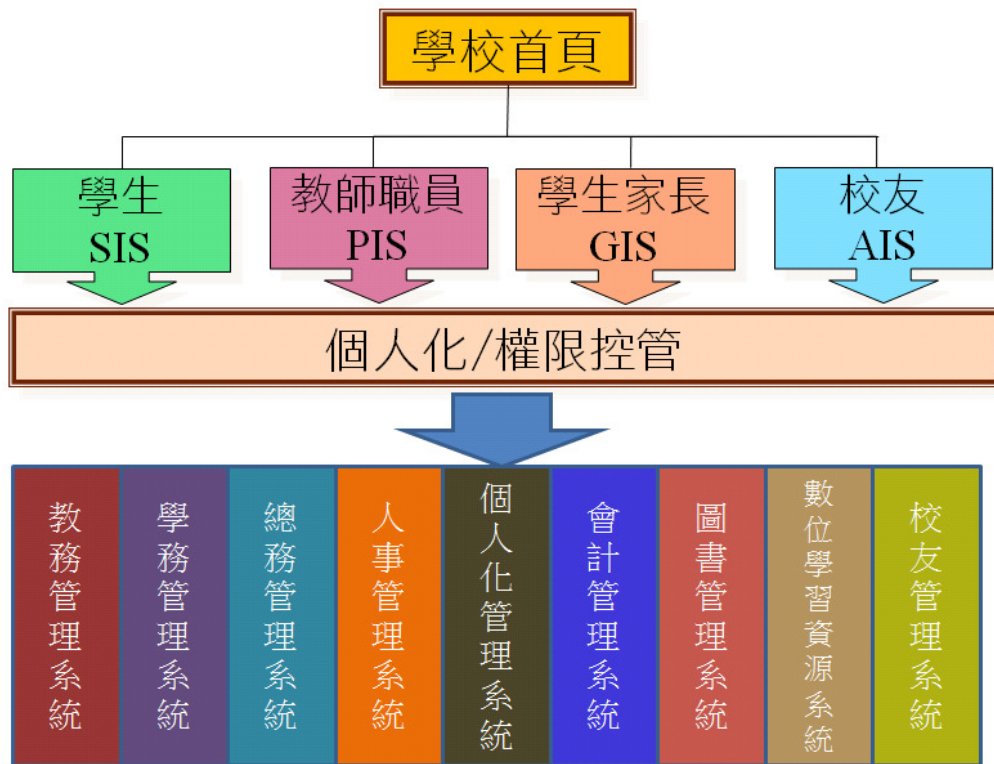 學校首頁
學生
SIS
教師職員
PIS
學生家長
GIS
校友
AIS
個人化/權限控管
教務管理系統
學務管理系統
總務管理系統
人事管理系統
個人化管理系統
會計管理系統
圖書管理系統
數位學習資源系統
校友管理系統